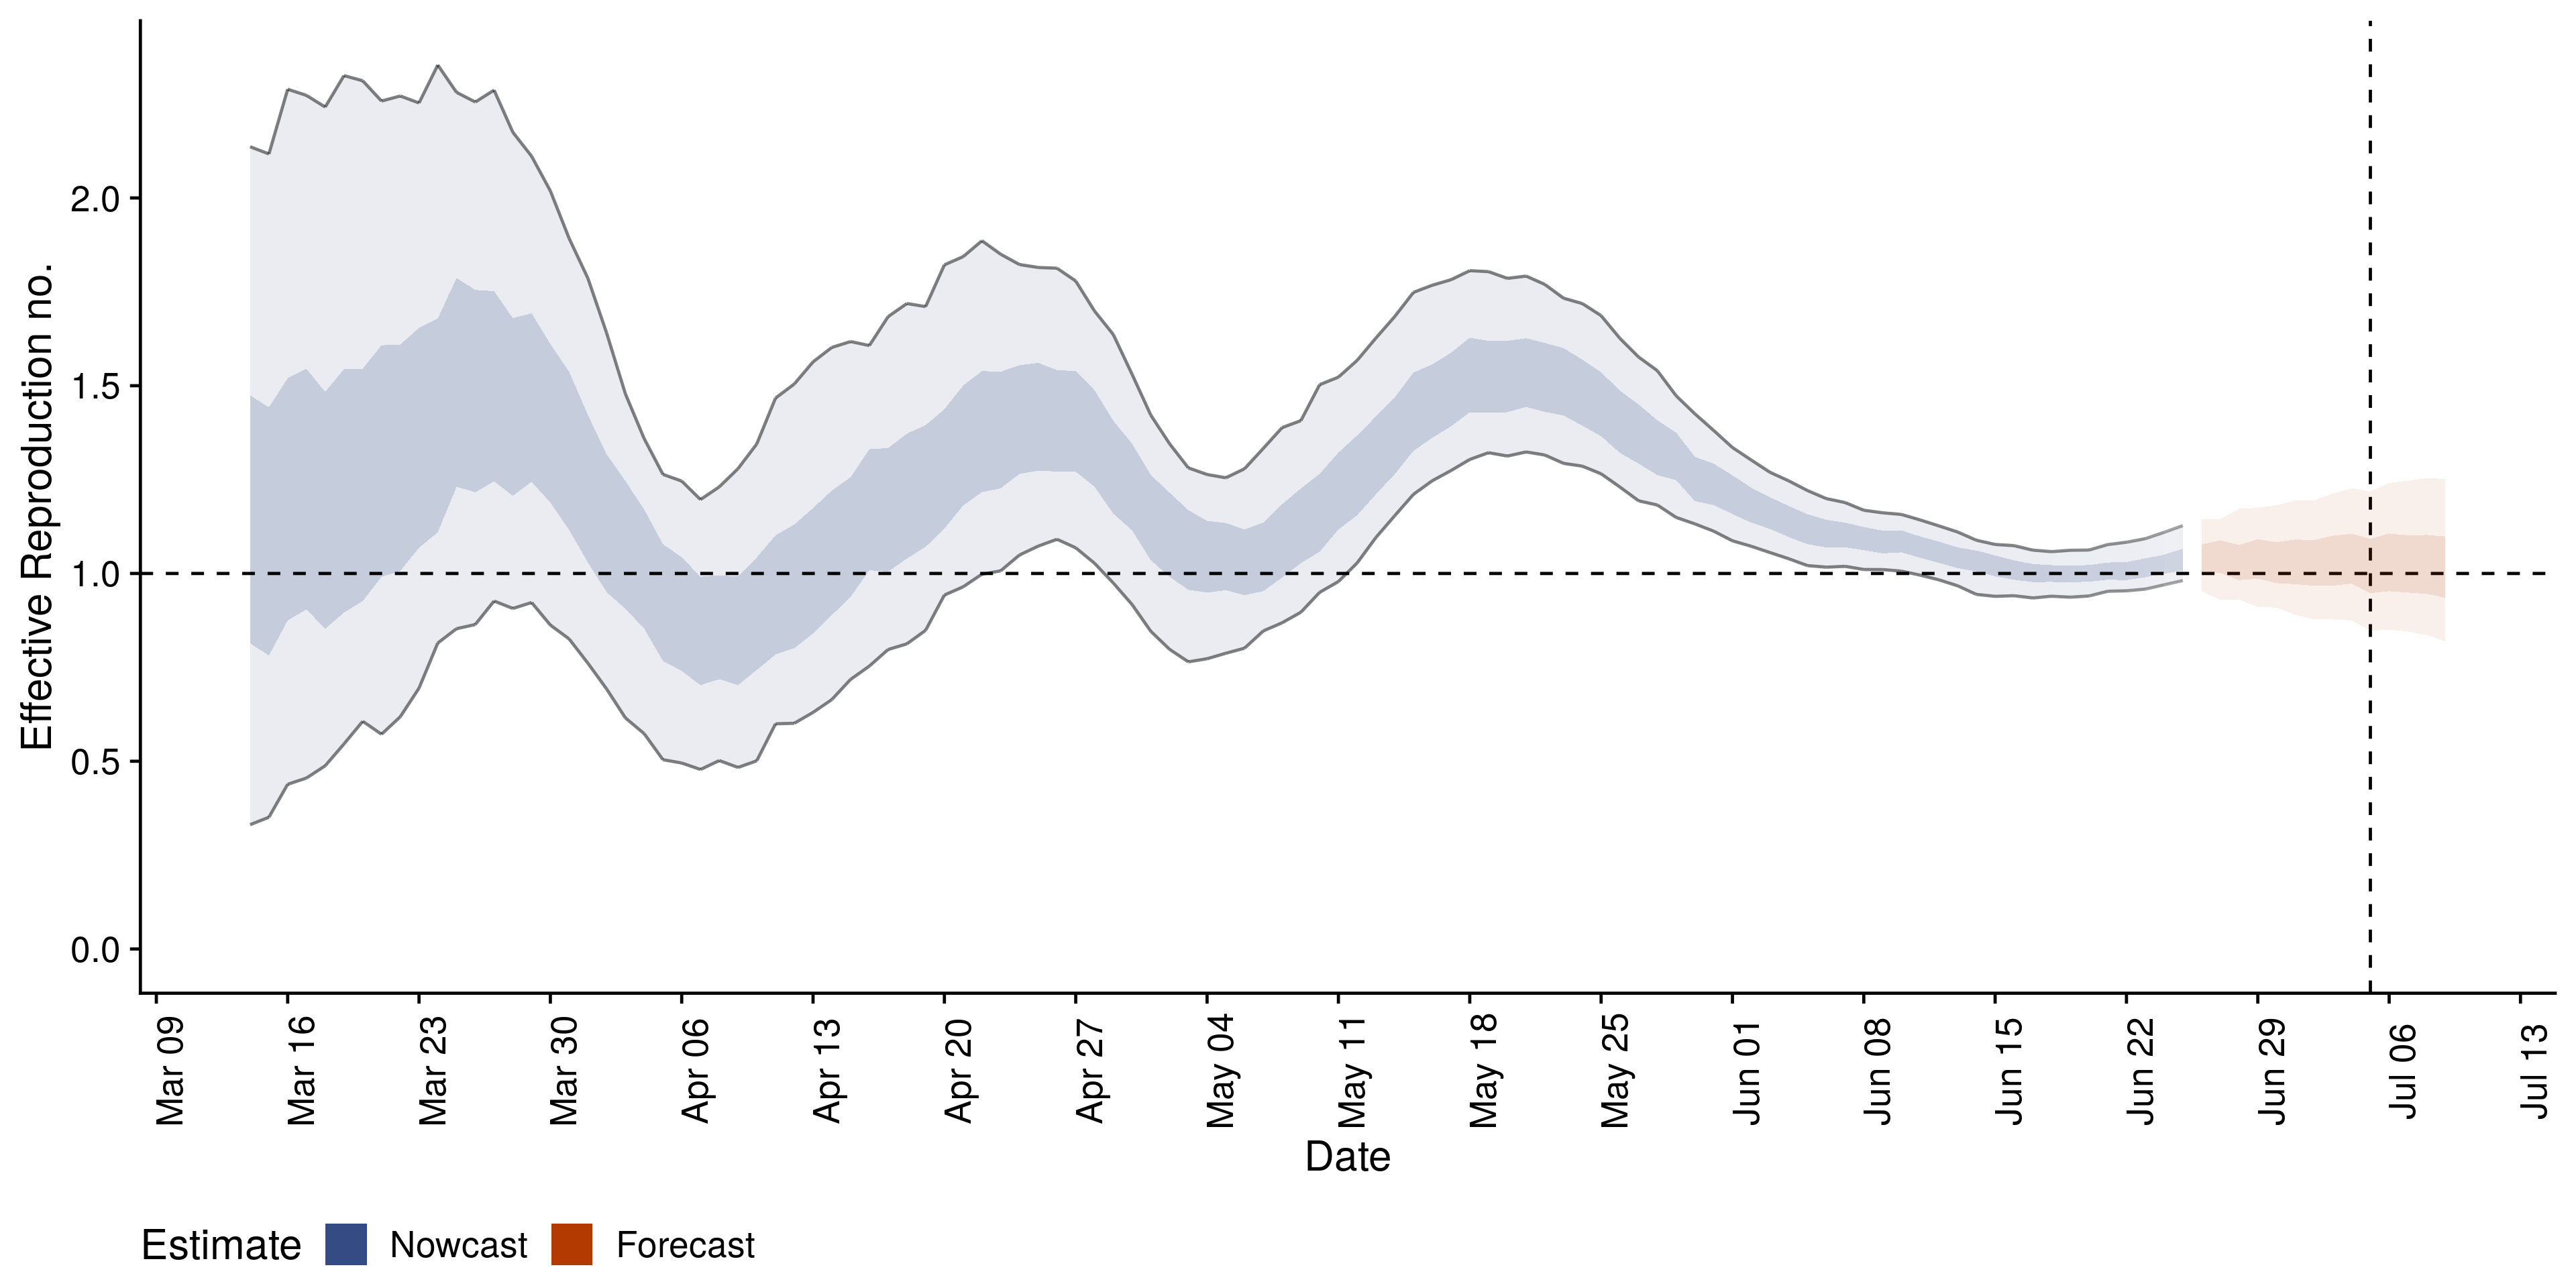 Effective Reproduction no.
2.0
1.5
1.0
0.5
0.0
Mar 09
Mar 16
Mar 23
Mar 30
Apr 06
Apr 13
Apr 20
Apr 27
May 04
May 11
May 18
May 25
Jun 01
Jun 08
Jun 15
Jun 22
Jun 29
Jul 06
Jul 13
Date
Estimate Nowcast Forecast